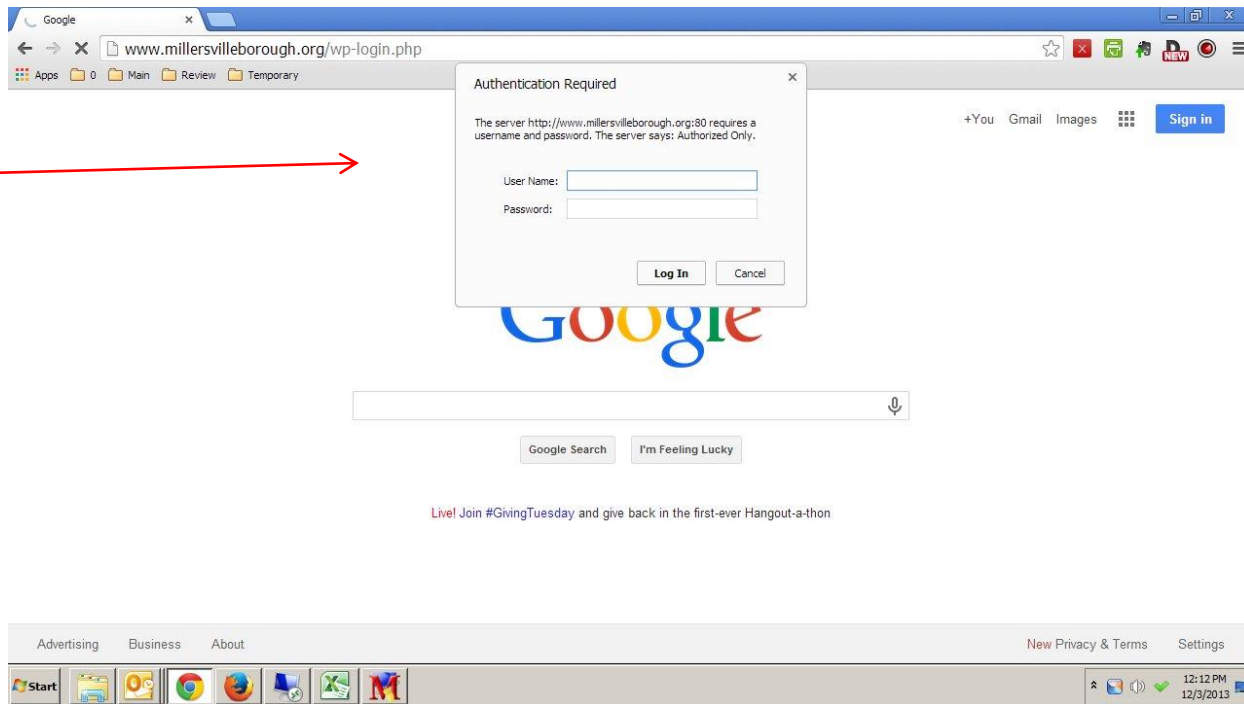 Google
www.millersvilleborough.org/wp-login.php
Apps 0 Main Review Temporary
NEW
Authentication Required
The server http://www.millersvilleborough.org:80 requires a
username and password. The server says: Authorized Only.
User Name:
Password:
Log In Cancel
+You Gmail Images Sign in
Google
Google Search I'm Feeling Lucky
Live! Join #GivingTuesday and give back in the first-ever Hangout-a-thon
Advertising Business About New Privacy & Terms Settings
Start
12:12 PM
12/3/2013